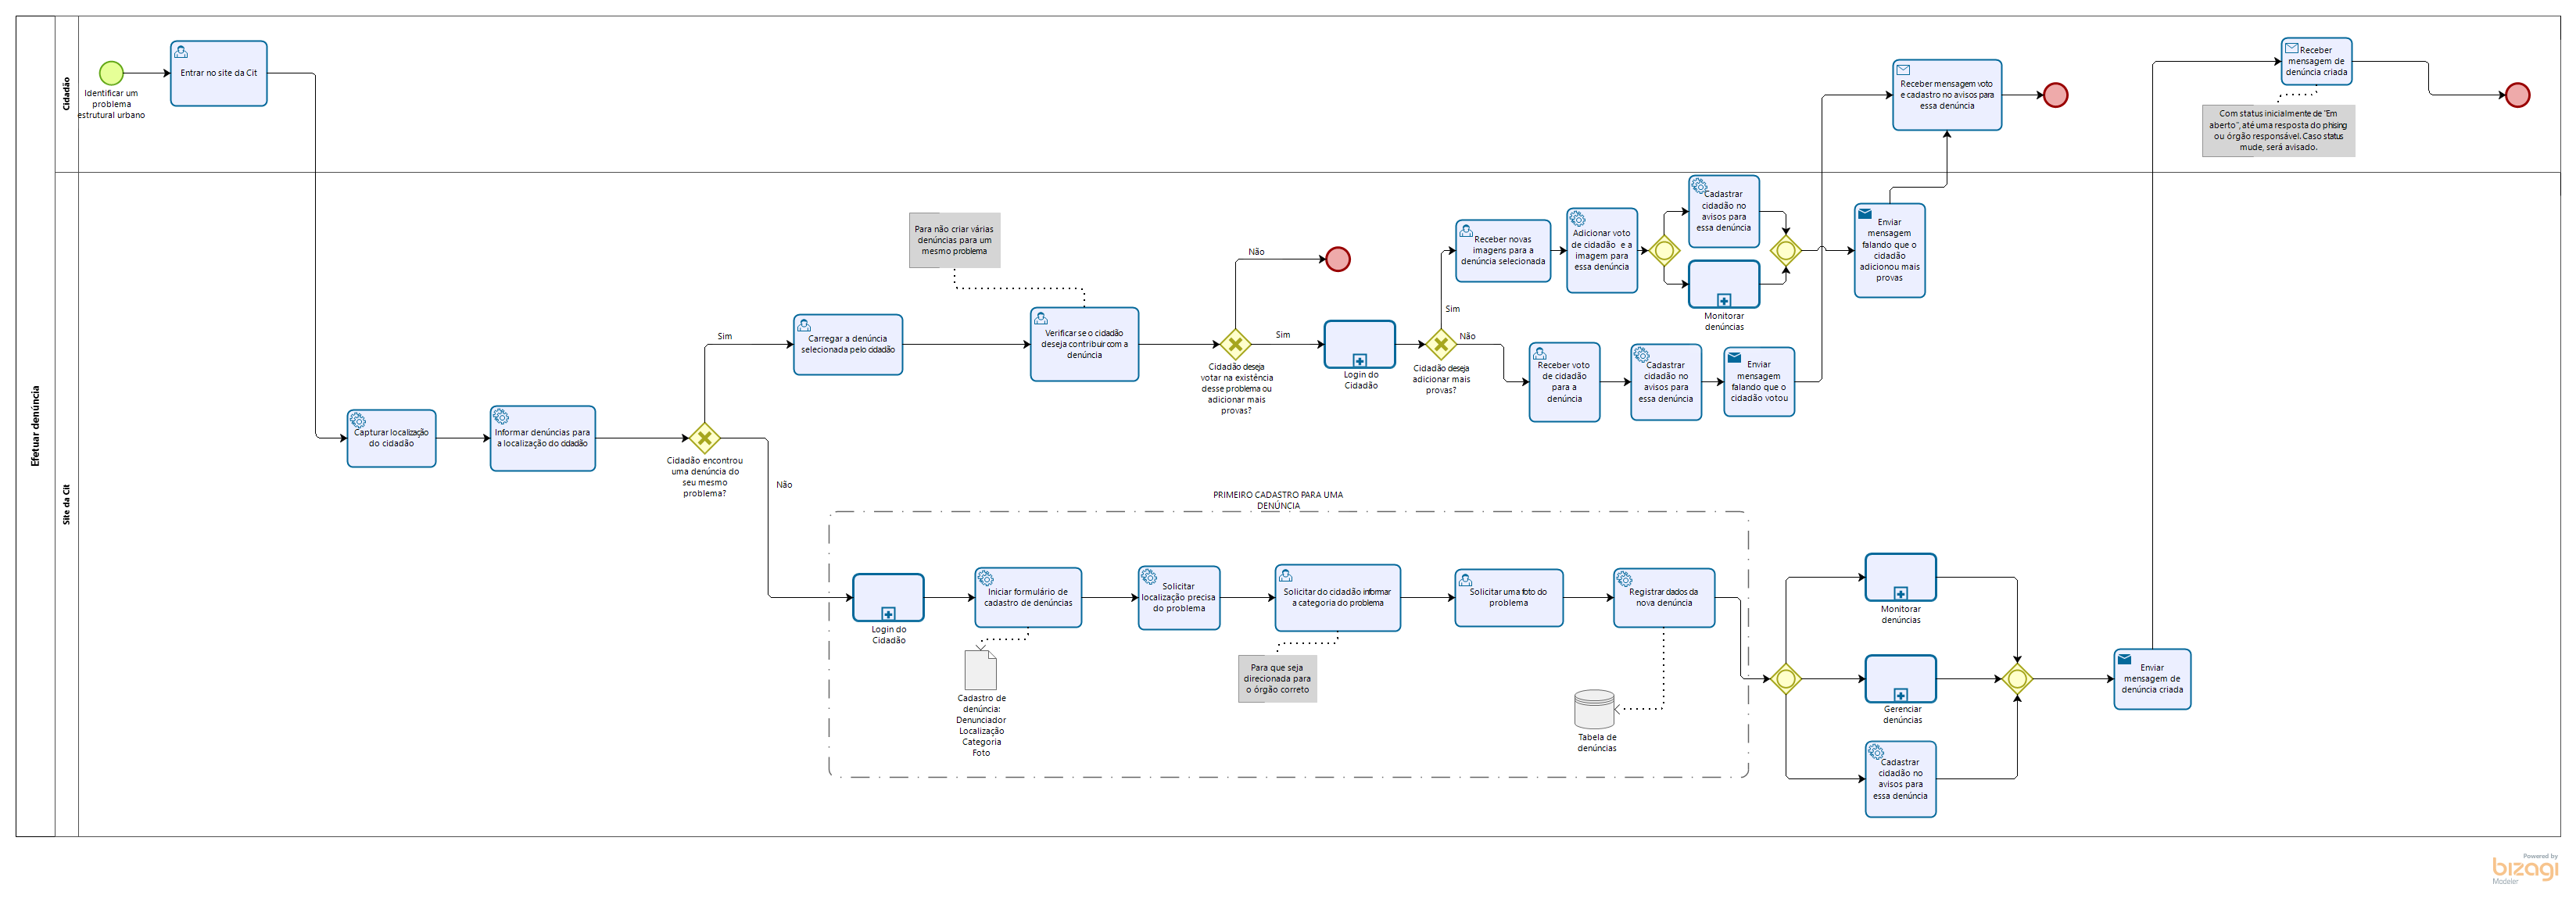 Efetuar denúncia
Cidadão
Identificar um
problema
estrutural urbano
Entrar no site da Cit
Receber mensagem voto
e cadastro no avisos para
essa denúncia
Receber
mensagem de
denúncia criada
Com status inicialmente de "Em
aberto", até uma resposta do phising
ou órgão responsável. Caso status
mude, será avisado.
Site da Cit
Capturar localização
do cidadão
Informar denúncias para
a localização do cidadão
Cidadão encontrou
uma denúncia do
seu mesmo
problema?
Sim
Não
Carregar a denúncia
selecionada pelo cidadão
Para não criar várias
denúncias para um
mesmo problema
Verificar se o cidadão
deseja contribuir com a
denúncia
Cidadão deseja
votar na existência
desse problema ou
adicionar mais
provas?
Não
Sim
Login do
Cidadão
Cidadão deseja
adicionar mais
provas?
Sim
Não
Receber novas
imagens para a
denúncia selecionada
Adicionar voto
de cidadão e a
imagem para
essa denúncia
Cadastrar
cidadão no
avisos para
essa denúncia
Monitorar
denúncias
Enviar
mensagem
falando que o
cidadão
adicionou mais
provas
Receber voto
de cidadão
para a
denúncia
Cadastrar
cidadão no
avisos para
essa denúncia
Enviar
mensagem
falando que o
cidadão votou
PRIMEIRO CADASTRO PARA UMA
DENÚNCIA
Login do
Cidadão
Iniciar formulário de
cadastro de denúncias
Cadastro de
denúncia:
Denunciador
Localização
Categoria
Foto
Solicitar
localização precisa
do problema
Solicitar do cidadão informar
a categoria do problema
Para que seja
direcionada para
o órgão correto
Solicitar uma foto do
problema
Registrar dados da
nova denúncia
Tabela de
denúncias
Monitorar
denúncias
Gerenciar
denúncias
Cadastrar
cidadão no
avisos para
essa denúncia
Enviar
mensagem de
denúncia criada
Powered by
bizagi
Modeler